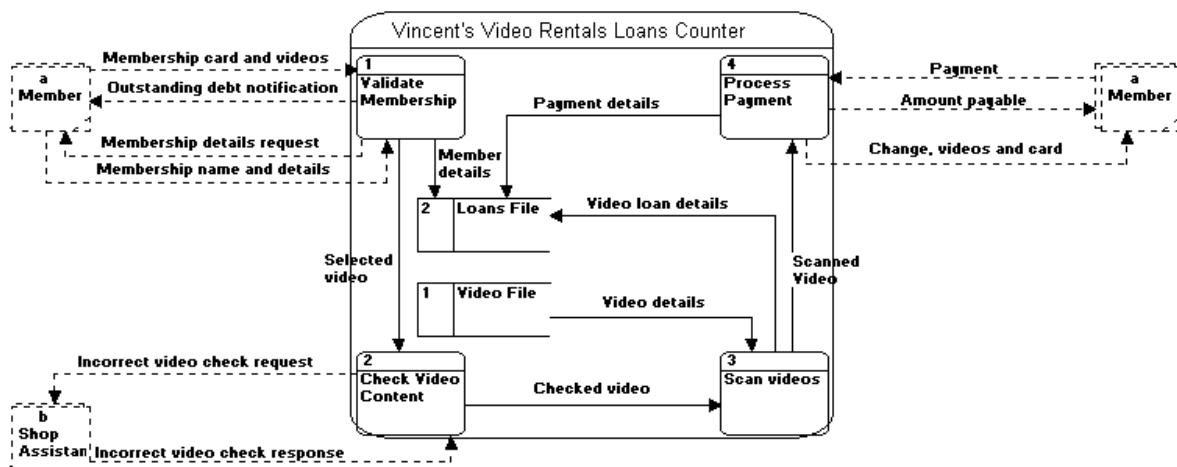 Vincent's Video Rentals Loans Counter
Membership card and videos
a
Member
Outstanding debt notification
Membership details request
Membership name and details
1
Validate
Membership
Payment details
4
Process
Payment
Payment
Amount payable
a
Member
Change, videos and card
Member
details
2 Loans File
Video loan details
Selected
video
Scanned
Video
1 Video File
Video details
Incorrect video check request
2
Check Video
Content
Checked video
3
Scan videos
b
Shop
Assistan
Incorrect video check response